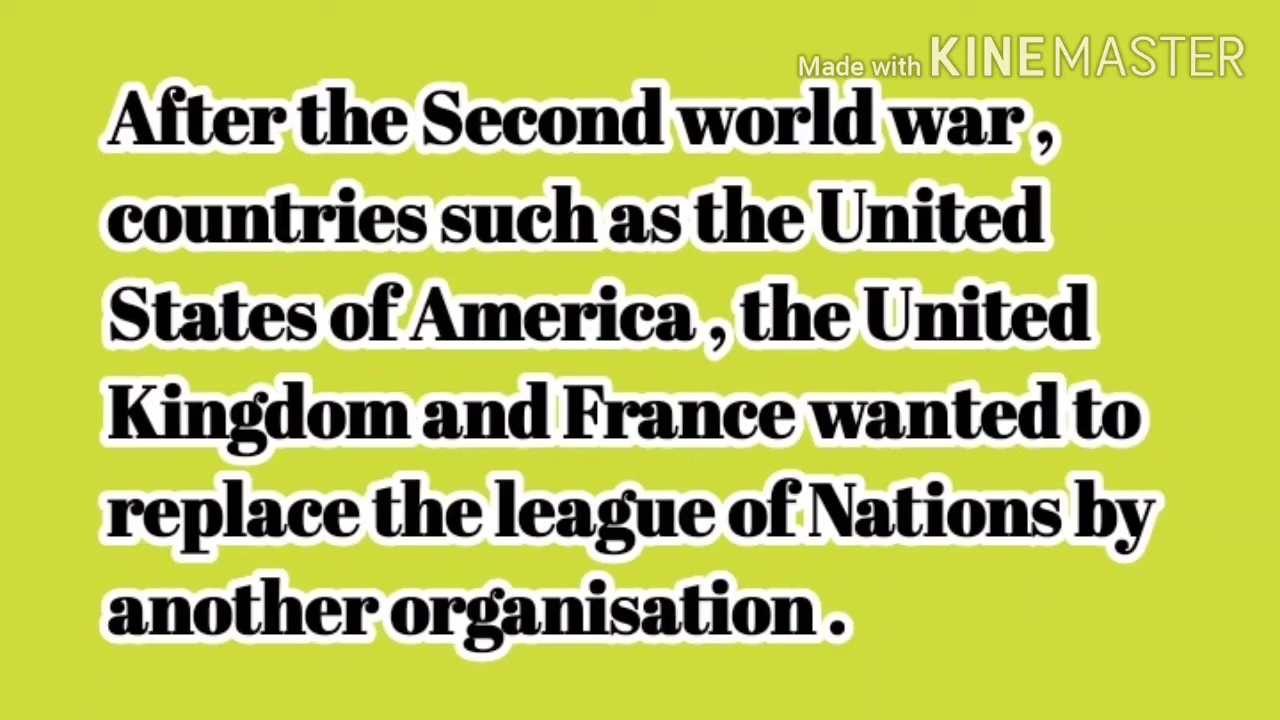 Made with KINEMASTER
After the Second world war ,
countries such as the United
States of America , the United
Kingdom and France wanted to
replace the league of Nations by
another organisation .